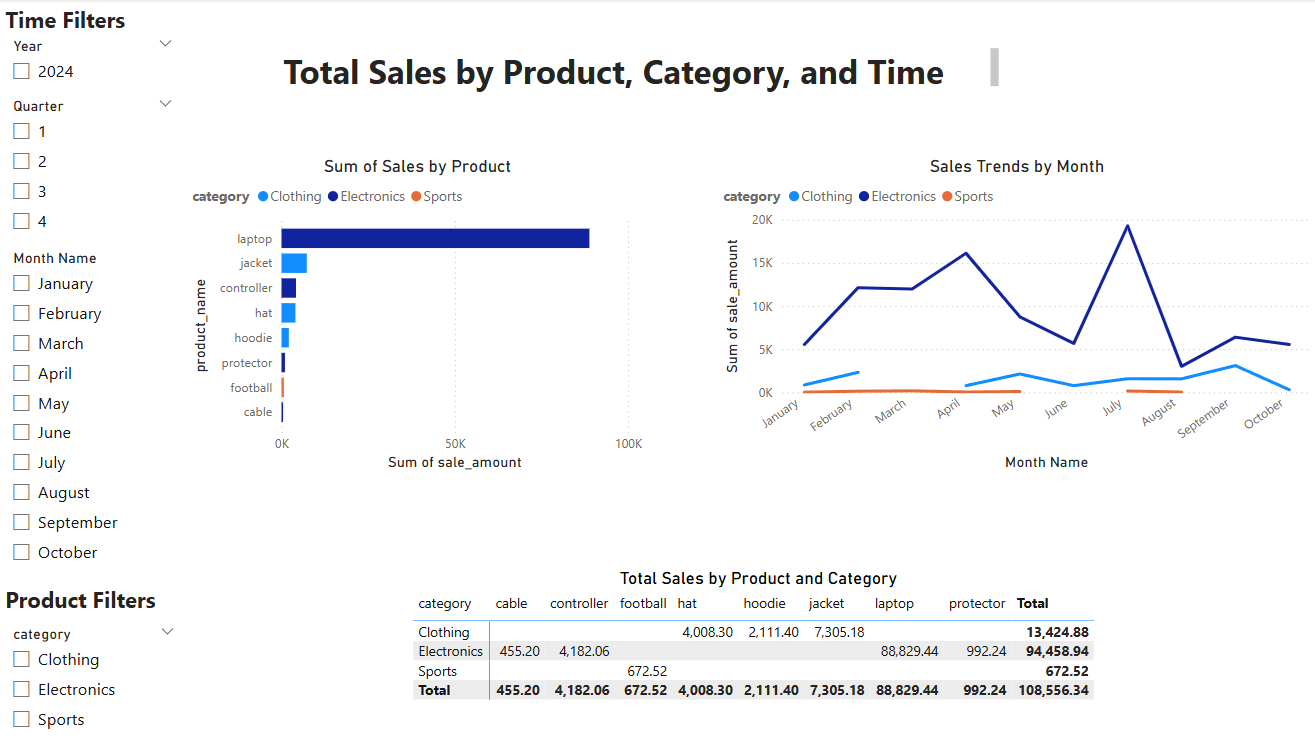 Time Filters
Year
2024
Quarter
1
2
3
4
Month Name
January
February
March
April
May
June
July
August
September
October
Product Filters
category
Clothing
Electronics
Sports
Total Sales by Product, Category, and Time
Sum of Sales by Product
category Clothing Electronics Sports
product_name
laptop
jacket
controller
hat
hoodie
protector
football
cable
0K 50K 100K
Sum of sale_amount
Sales Trends by Month
category Clothing Electronics Sports
Sum of sale_amount
20K
15K
10K
5K
0K
January February March April May June July August September October
Month Name
Total Sales by Product and Category
category cable controller football hat hoodie jacket laptop protector Total
Clothing 4,008.30 2,111.40 7,305.18 13,424.88
Electronics 455.20 4,182.06 88,829.44 992.24 94,458.94
Sports 672.52 672.52
Total 455.20 4,182.06 672.52 4,008.30 2,111.40 7,305.18 88,829.44 992.24 108,556.34